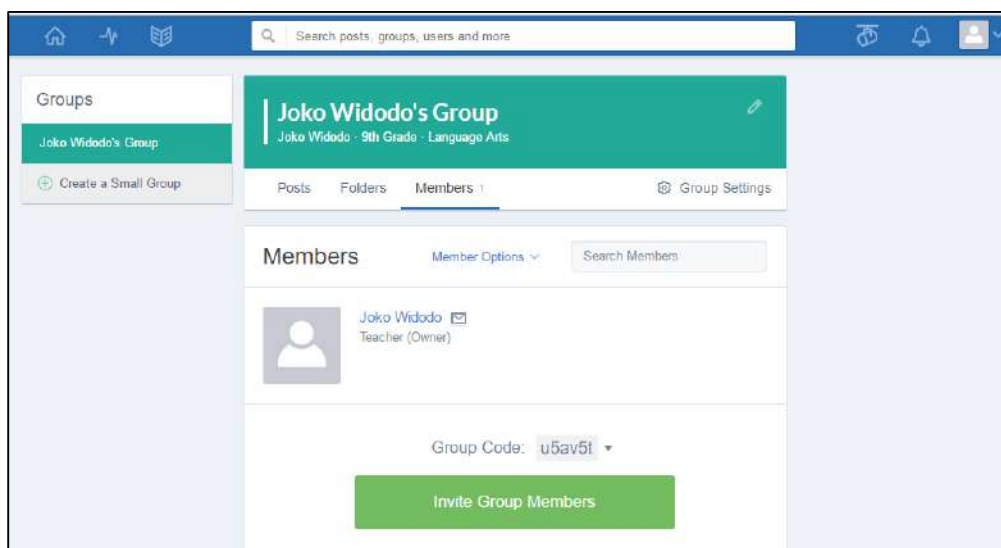 Search posts, groups, users and more
Groups
Joko Widodo's Group
Create a Small Group
Joko Widodo's Group
Joko Widodo · 9th Grade · Language Arts
Posts Folders Members 1 Group Settings
Members Member Options Search Members
Joko Widodo
Teacher (Owner)
Group Code: u5av5t
Invite Group Members